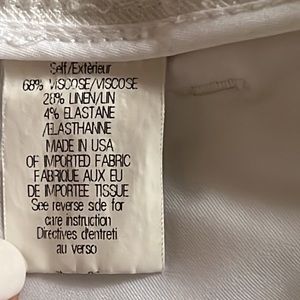 Self/Extérieur
68% VISCOSE/VISCOSE
28% LINEN/LIN
4% ELASTANE
/ELASTHANNE
MADE IN USA
OF IMPORTED FABRIC
FABRIQUE AUX EU
DE IMPORTEE TISSUE
See reverse side for
care instruction
Directives d'entreti
au verso